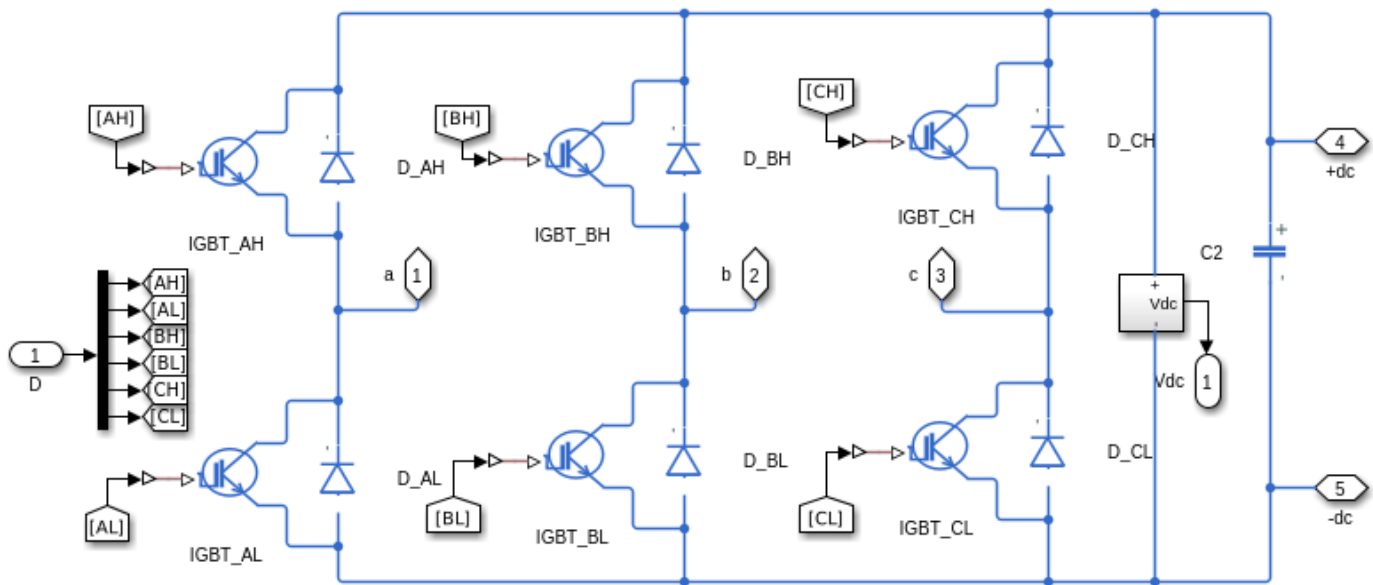 [AH]
[BH]
[CH]
D_AH
D_BH
D_CH
4
+dc
IGBT_AH
IGBT_BH
IGBT_CH
+
C2
a
1
b
2
c
3
[AH]
[AL]
[BH]
[BL]
[CH]
[CL]
1
D
+
Vdc
-
Vdc
1
D_AL
D_BL
D_CL
5
-dc
[AL]
[BL]
[CL]
IGBT_AL
IGBT_BL
IGBT_CL